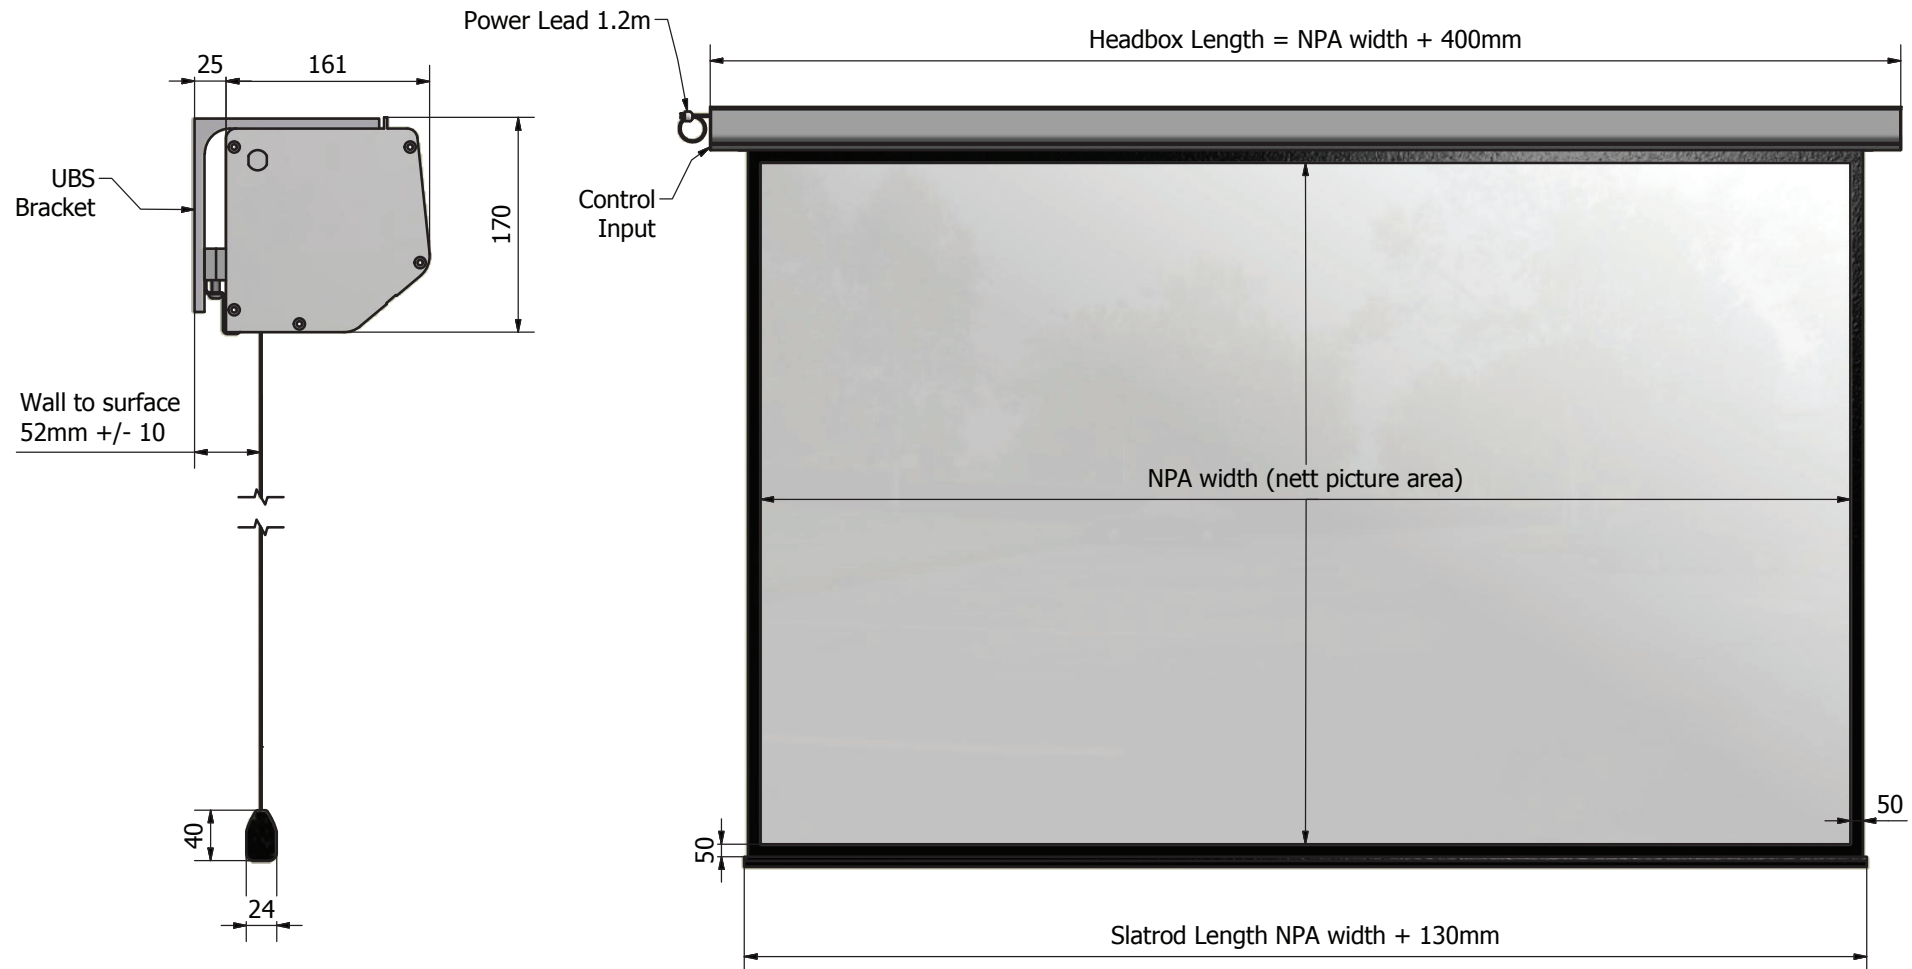 Power Lead 1.2m
Headbox Length = NPA width + 400mm
25
161
UBS
Bracket
170
Control
Input
Wall to surface
52mm +/- 10
NPA width (nett picture area)
50
40
50
24
Slatrod Length NPA width + 130mm